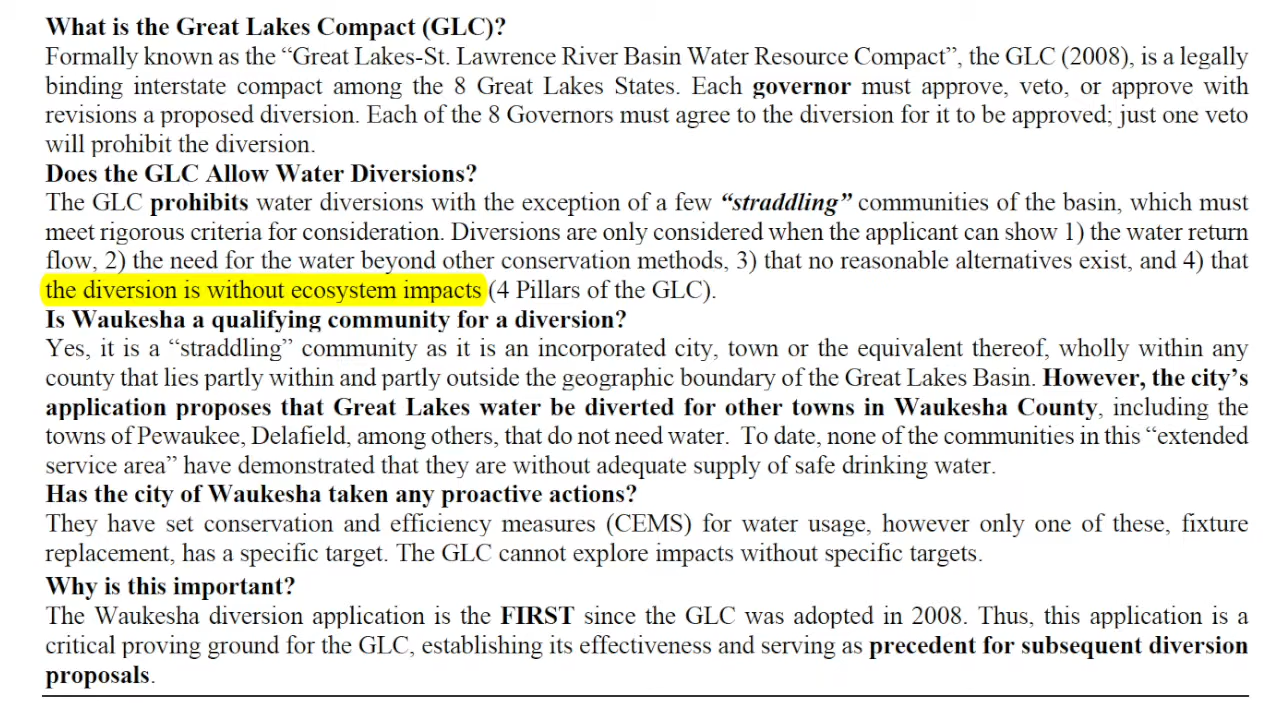 What is the Great Lakes Compact (GLC)?
Formally known as the “Great Lakes-St. Lawrence River Basin Water Resource Compact”, the GLC (2008), is a legally
binding interstate compact among the 8 Great Lakes States. Each governor must approve, veto, or approve with
revisions a proposed diversion. Each of the 8 Governors must agree to the diversion for it to be approved; just one veto
will prohibit the diversion.
Does the GLC Allow Water Diversions?
The GLC prohibits water diversions with the exception of a few “straddling” communities of the basin, which must
meet rigorous criteria for consideration. Diversions are only considered when the applicant can show 1) the water return
flow, 2) the need for the water beyond other conservation methods, 3) that no reasonable alternatives exist, and 4) that
the diversion is without ecosystem impacts (4 Pillars of the GLC).
Is Waukesha a qualifying community for a diversion?
Yes, it is a “straddling” community as it is an incorporated city, town or the equivalent thereof, wholly within any
county that lies partly within and partly outside the geographic boundary of the Great Lakes Basin. However, the city’s
application proposes that Great Lakes water be diverted for other towns in Waukesha County, including the
towns of Pewaukee, Delafield, among others, that do not need water. To date, none of the communities in this “extended
service area” have demonstrated that they are without adequate supply of safe drinking water.
Has the city of Waukesha taken any proactive actions?
They have set conservation and efficiency measures (CEMS) for water usage, however only one of these, fixture
replacement, has a specific target. The GLC cannot explore impacts without specific targets.
Why is this important?
The Waukesha diversion application is the FIRST since the GLC was adopted in 2008. Thus, this application is a
critical proving ground for the GLC, establishing its effectiveness and serving as precedent for subsequent diversion
proposals.